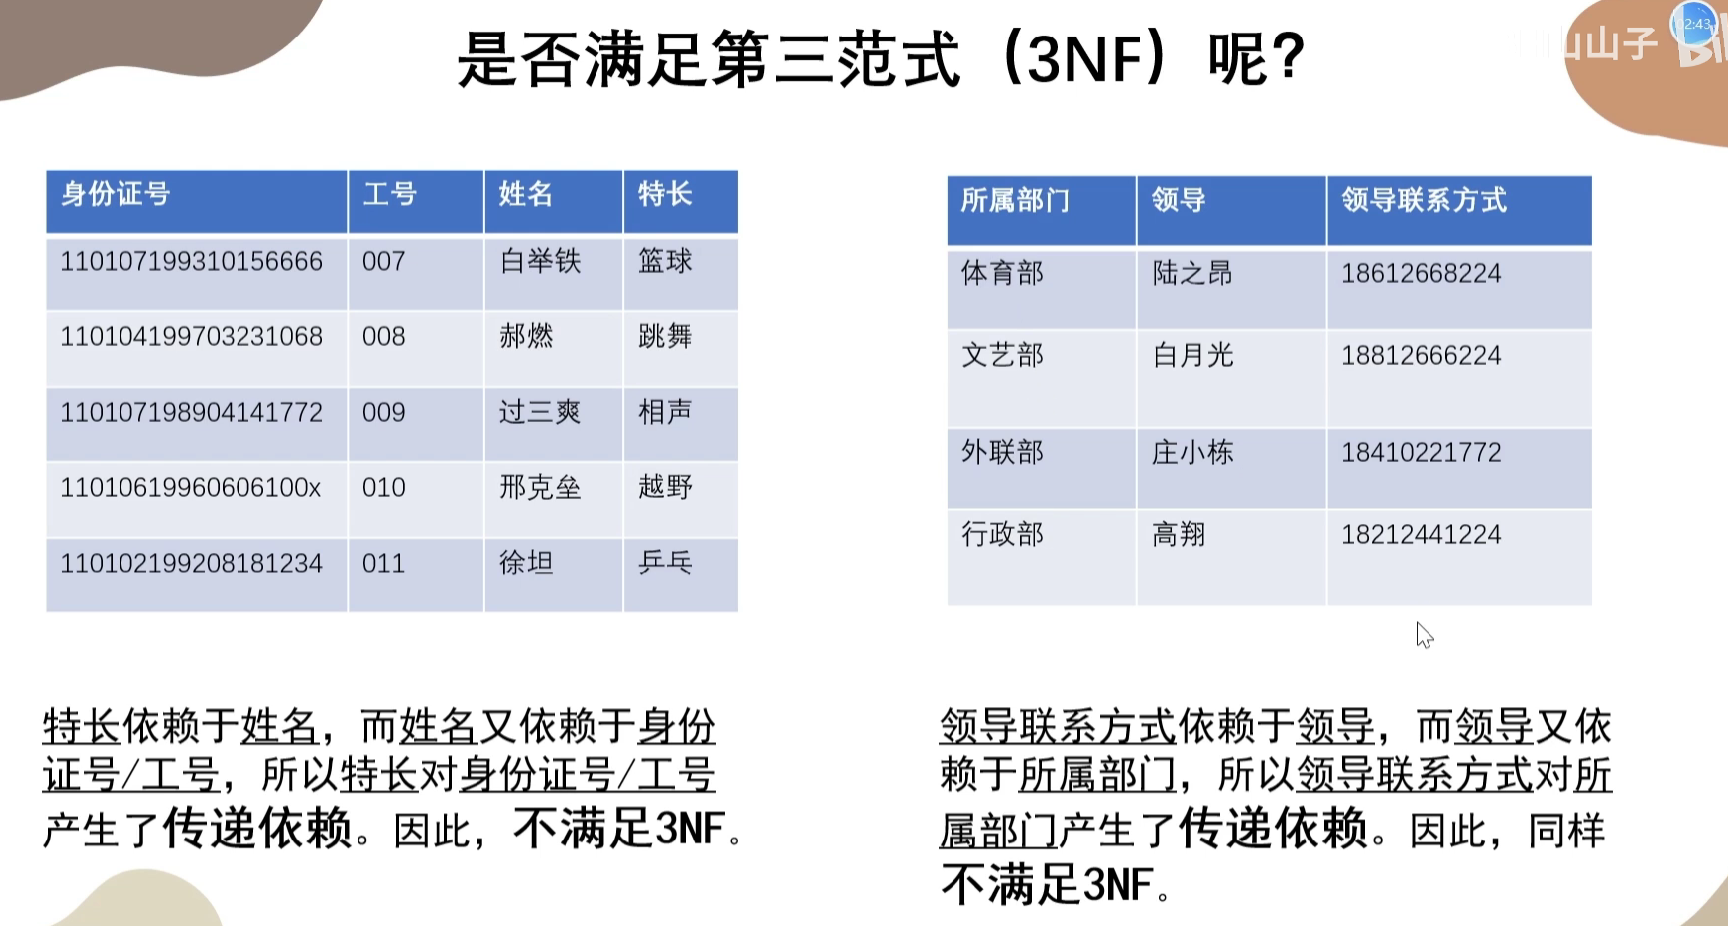 是否满足第三范式（3NF）呢？
山山子
02:43
身份证号 工号 姓名 特长
110107199310156666 007 白举铁 篮球
110104199703231068 008 郝燃 跳舞
110107198904141772 009 过三爽 相声
11010619960606100x 010 邢克垒 越野
110102199208181234 011 徐坦 乒乓
所属部门 领导 领导联系方式
体育部 陆之昂 18612668224
文艺部 白月光 18812666224
外联部 庄小栋 18410221772
行政部 高翔 18212441224
特长依赖于姓名，而姓名又依赖于身份
证号/工号，所以特长对身份证号/工号
产生了传递依赖。因此，不满足3NF。
领导联系方式依赖于领导，而领导又依
赖于所属部门，所以领导联系方式对所
属部门产生了传递依赖。因此，同样
不满足3NF。